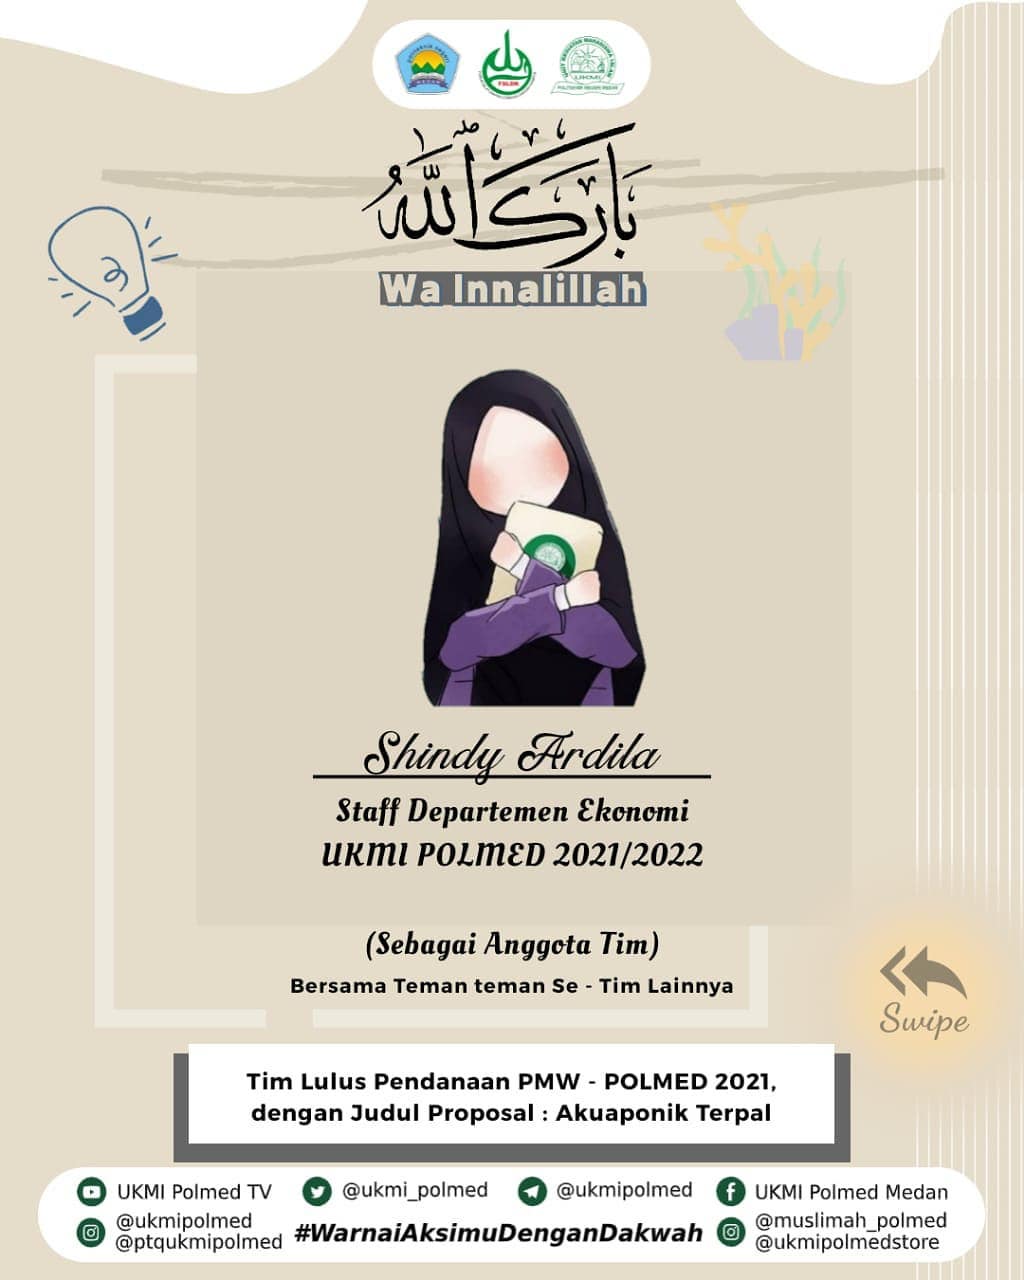 بَارَكَ ٱللَّهُ
Wa Innalillah
Shindy Ardila
Staff Departemen Ekonomi
UKMI POLMED 2021/2022
(Sebagai Anggota Tim)
Bersama Teman teman Se - Tim Lainnya
Swipe
Tim Lulus Pendanaan PMW - POLMED 2021,
dengan Judul Proposal : Akuaponik Terpal
UKMI Polmed TV
@ukmi_polmed
@ukmipolmed
UKMI Polmed Medan
@ukmipolmed
@ptqukmipolmed
#WarnaiAksimuDenganDakwah
@muslimah_polmed
@ukmipolmedstore